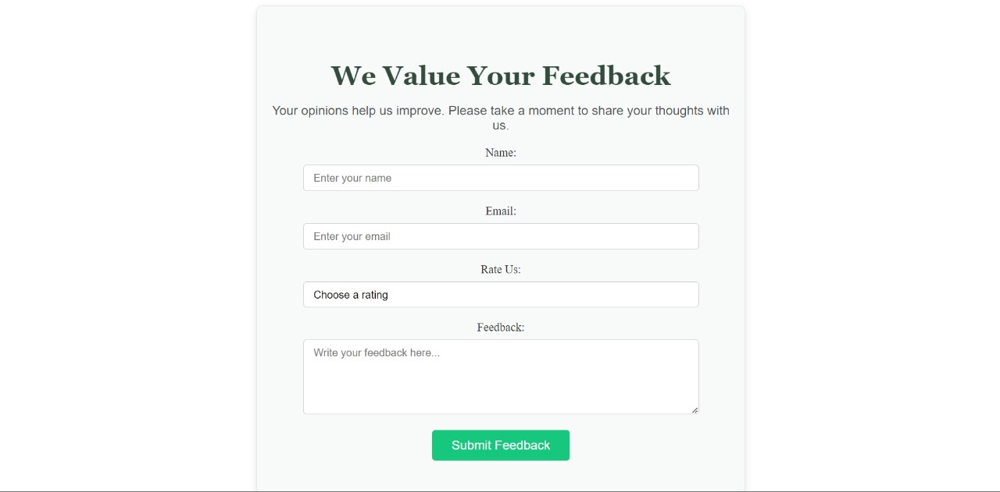 We Value Your Feedback
Your opinions help us improve. Please take a moment to share your thoughts with
us.
Name:
Enter your name
Email:
Enter your email
Rate Us:
Choose a rating
Feedback:
Write your feedback here...
Submit Feedback